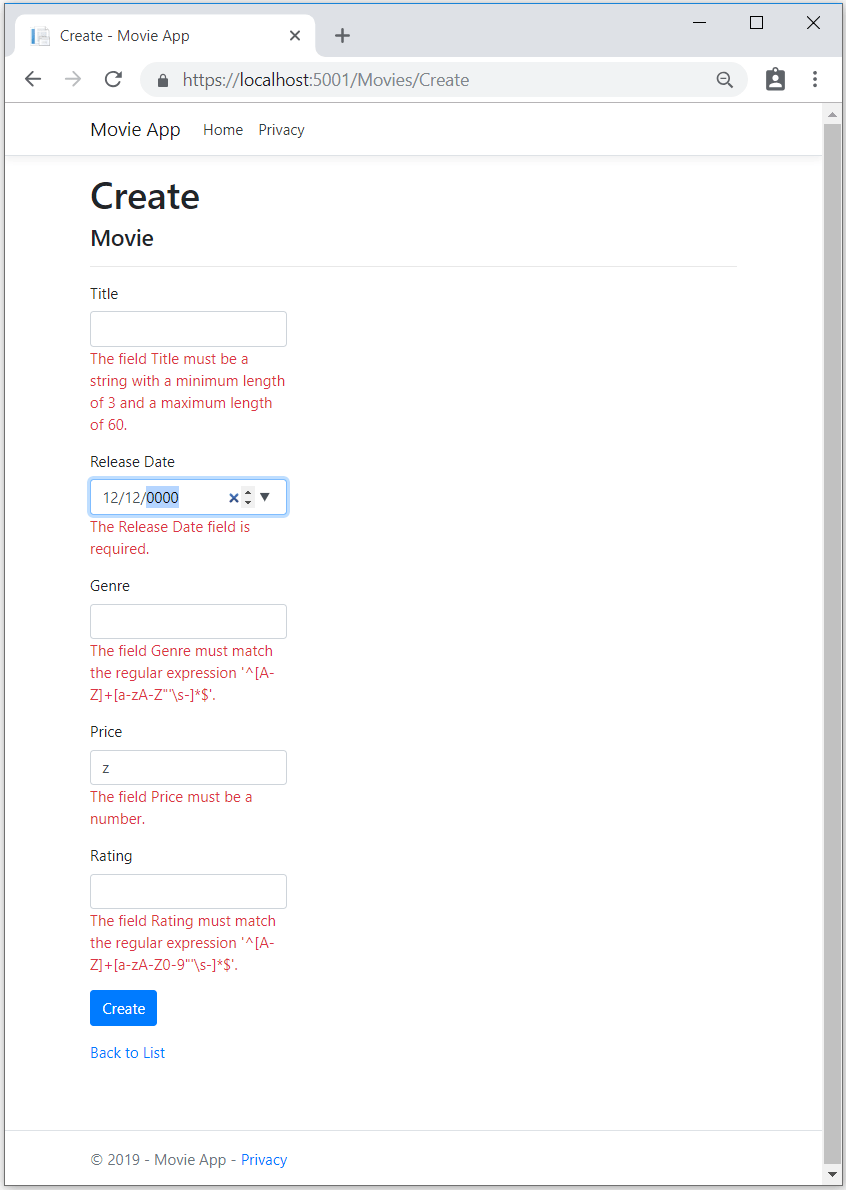 Create - Movie App
https://localhost:5001/Movies/Create
Movie App Home Privacy
Create
Movie
Title
The field Title must be a
string with a minimum length
of 3 and a maximum length
of 60.
Release Date
12/12/0000
The Release Date field is
required.
Genre
The field Genre must match
the regular expression '^[A-
Z]+[a-zA-Z"'\s-]*$'.
Price
z
The field Price must be a
number.
Rating
The field Rating must match
the regular expression '^[A-
Z]+[a-zA-Z0-9"'\s-]*$'.
Create
Back to List
© 2019 - Movie App - Privacy